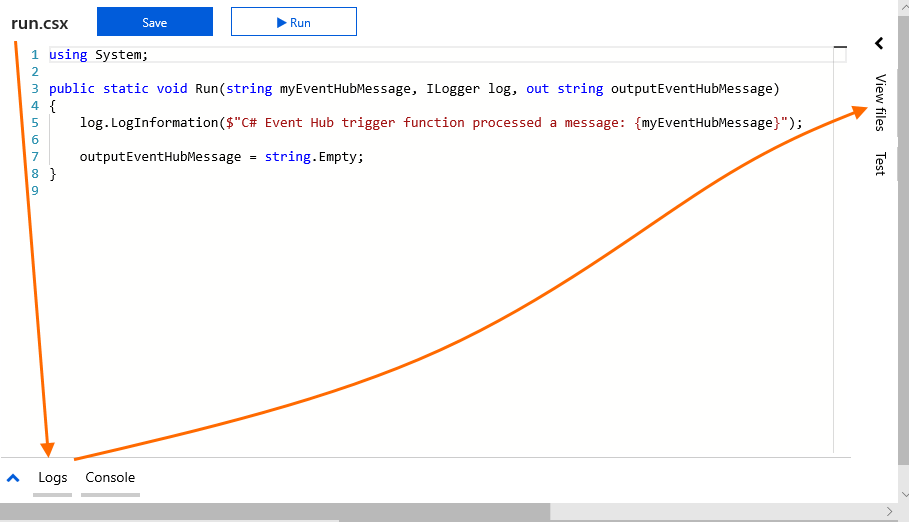 run.csx Save Run
1 using System;
2
3 public static void Run(string myEventHubMessage, ILogger log, out string outputEventHubMessage)
4 {
5 log.LogInformation($"C# Event Hub trigger function processed a message: {myEventHubMessage}");
6
7 outputEventHubMessage = string.Empty;
8 }
9
View files
Test
Logs Console